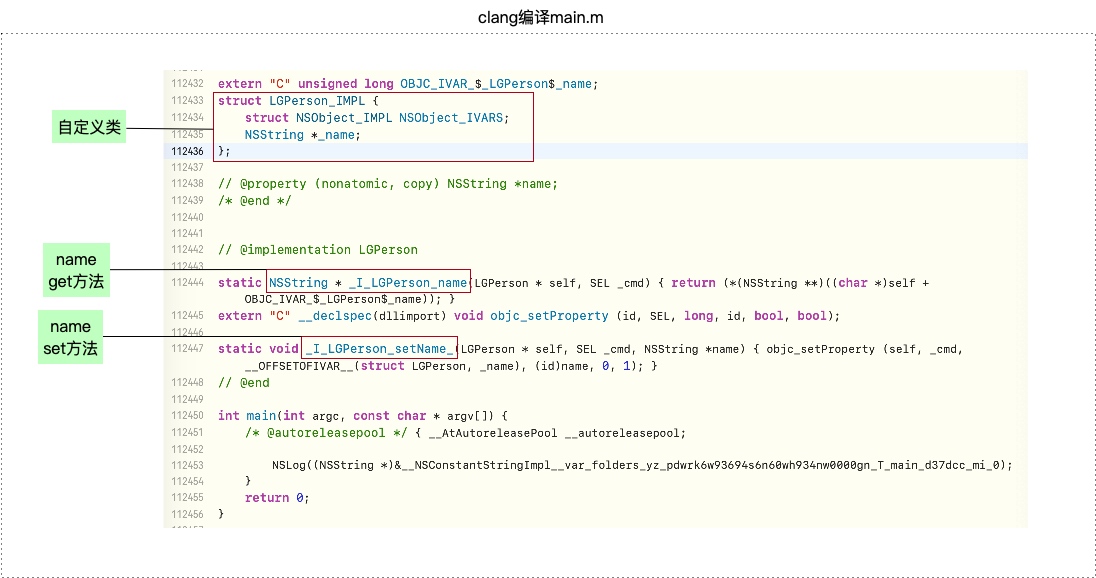 clang编译main.m
112432 extern "C" unsigned long OBJC_IVAR_$_LGPerson$_name;
112433 struct LGPerson_IMPL {
自定义类
112434 struct NSObject_IMPL NSObject_IVARS;
112435 NSString *_name;
112436 };
112437
112438 // @property (nonatomic, copy) NSString *name;
112439 /* @end */
112440
112441
112442 // @implementation LGPerson
112443
name
get方法
112444 static NSString * _I_LGPerson_name(LGPerson * self, SEL _cmd) { return (*(NSString **)((char *)self +
OBJC_IVAR_$_LGPerson$_name)); }
112445 extern "C" __declspec(dllimport) void objc_setProperty (id, SEL, long, id, bool, bool);
112446
name
set方法
112447 static void _I_LGPerson_setName_(LGPerson * self, SEL _cmd, NSString *name) { objc_setProperty (self, _cmd,
__OFFSETOFIVAR__(struct LGPerson, _name), (id)name, 0, 1); }
112448 // @end
112449
112450 int main(int argc, const char * argv[]) {
112451 /* @autoreleasepool */ { __AtAutoreleasePool __autoreleasepool;
112452
112453 NSLog((NSString *)&__NSConstantStringImpl__var_folders_yz_pdwrk6w93694s6n60wh934nw0000gn_T_main_d37dcc_mi_0);
112454 }
112455 return 0;
112456 }